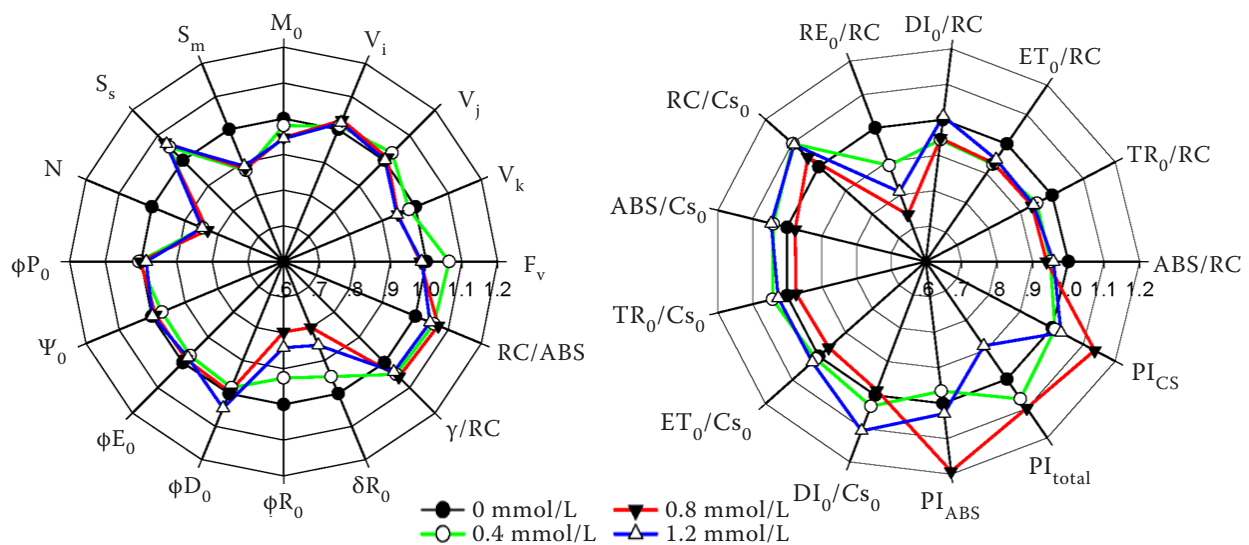 M₀
Vᵢ
Vⱼ
Vₖ
Fᵥ
RC/ABS
γ/RC
δR₀
φR₀
φD₀
φE₀
Ψ₀
φP₀
N
Sₛ
Sₘ
.6 .7 .8 .9 1.0 1.1 1.2
DI₀/RC
ET₀/RC
TR₀/RC
ABS/RC
PI_CS
PI_total
PI_ABS
DI₀/Cs₀
ET₀/Cs₀
TR₀/Cs₀
ABS/Cs₀
RC/Cs₀
RE₀/RC
.6 .7 .8 .9 1.0 1.1 1.2
0 mmol/L
0.8 mmol/L
0.4 mmol/L
1.2 mmol/L